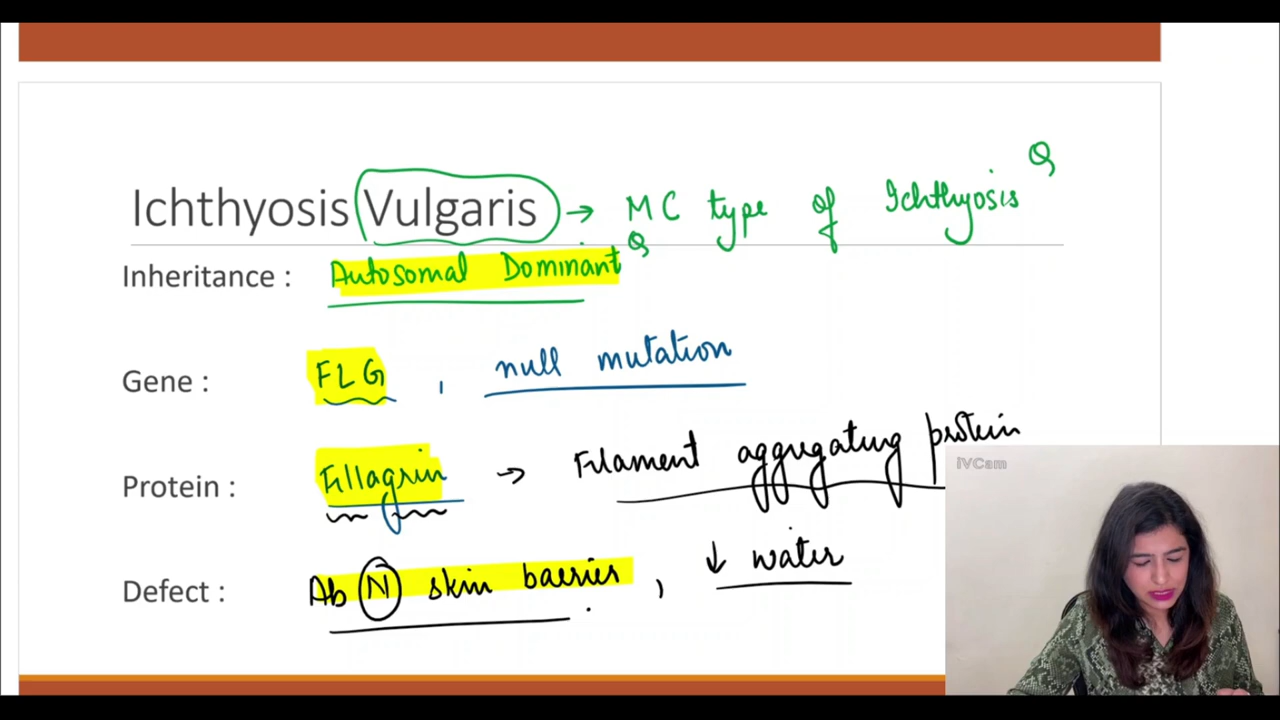 Ichthyosis Vulgaris → MC type of Ichthyosis Q
Inheritance : Autosomal Dominant Q
Gene : FLG , null mutation
Protein : Fillagrin → Filament aggregating protein
iVCam
Defect : Ab N skin barrier , ↓ water